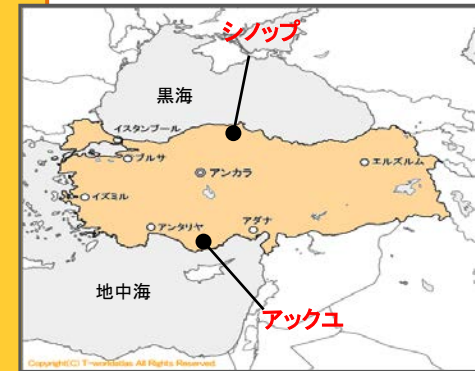 シノップ
黒海
イスタンブール
ブルサ
アンカラ
エルズルム
イズミル
アンタリヤ
アダナ
地中海
アックユ
Copyright(C) T-worldatlas All Rights Reserved